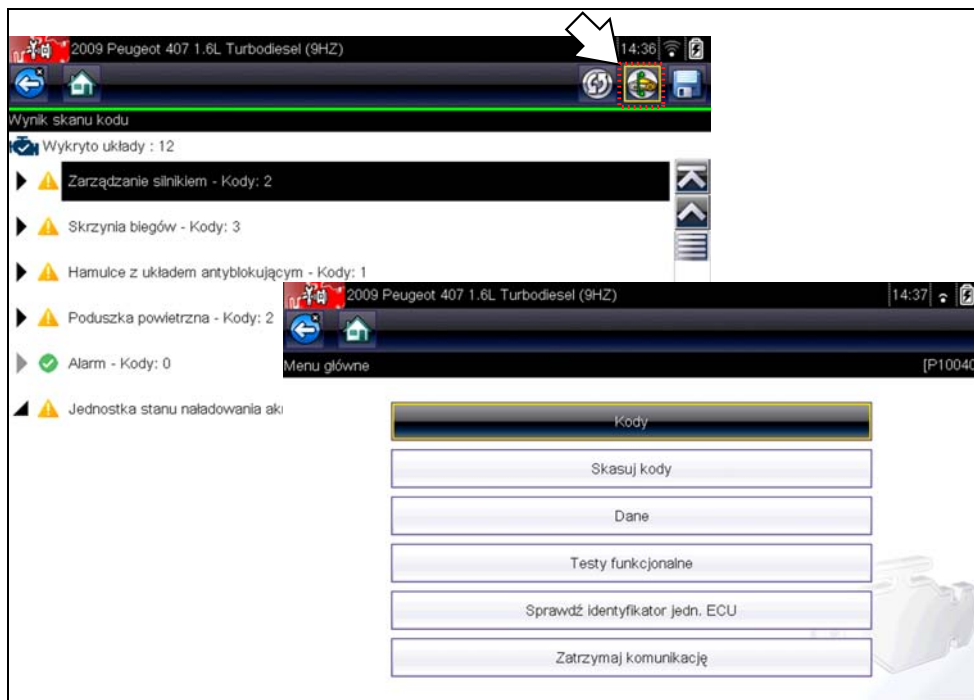 2009 Peugeot 407 1.6L Turbodiesel (9HZ) 14:36
Wynik skanu kodu
Wykryto układy : 12
Zarządzanie silnikiem - Kody: 2
Skrzynia biegów - Kody: 3
Hamulce z układem antyblokującym - Kody: 1
Poduszka powietrzna - Kody: 2
Alarm - Kody: 0
Jednostka stanu naładowania
2009 Peugeot 407 1.6L Turbodiesel (9HZ) 14:37
Menu główne [P10040
Kody
Skasuj kody
Dane
Testy funkcjonalne
Sprawdź identyfikator jedn. ECU
Zatrzymaj komunikację